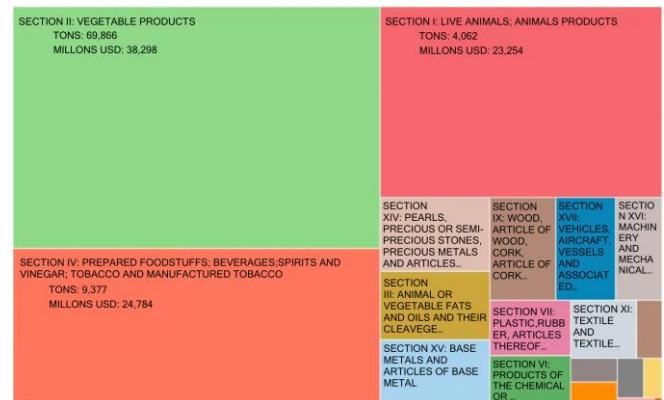 SECTION II: VEGETABLE PRODUCTS
TONS: 69,866
MILLONS USD: 38,298
SECTION I: LIVE ANIMALS; ANIMALS PRODUCTS
TONS: 4,062
MILLONS USD: 23,254
SECTION IV: PREPARED FOODSTUFFS; BEVERAGES;SPIRITS AND
VINEGAR; TOBACCO AND MANUFACTURED TOBACCO
TONS: 9,377
MILLONS USD: 24,784
SECTION
XIV: PEARLS,
PRECIOUS OR SEMI-
PRECIOUS STONES,
PRECIOUS METALS
AND ARTICLES...
SECTION
IX: WOOD,
ARTICLE OF
WOOD,
CORK,
ARTICLE OF
CORK...
SECTION
XVII:
VEHICLES,
AIRCRAFT,
VESSELS
AND
ASSOCIAT
ED...
SECTIO
N XVI:
MACHIN
ERY
AND
MECHA
NICAL...
SECTION
III: ANIMAL OR
VEGETABLE FATS
AND OILS AND THEIR
CLEAVEGE...
SECTION VII:
PLASTIC,RUBB
ER, ARTICLES
THEREOF...
SECTION XI:
TEXTILE
AND
TEXTILE...
SECTION XV: BASE
METALS AND
ARTICLES OF BASE
METAL
SECTION VI:
PRODUCTS OF
THE CHEMICAL
OR ...